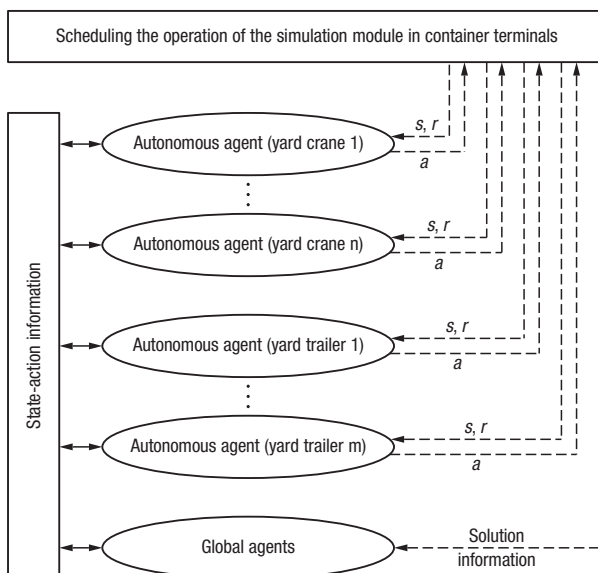 Scheduling the operation of the simulation module in container terminals
State-action information
Autonomous agent (yard crane 1)
s, r
a
Autonomous agent (yard crane n)
s, r
a
Autonomous agent (yard trailer 1)
s, r
a
Autonomous agent (yard trailer m)
s, r
a
Global agents
Solution
information